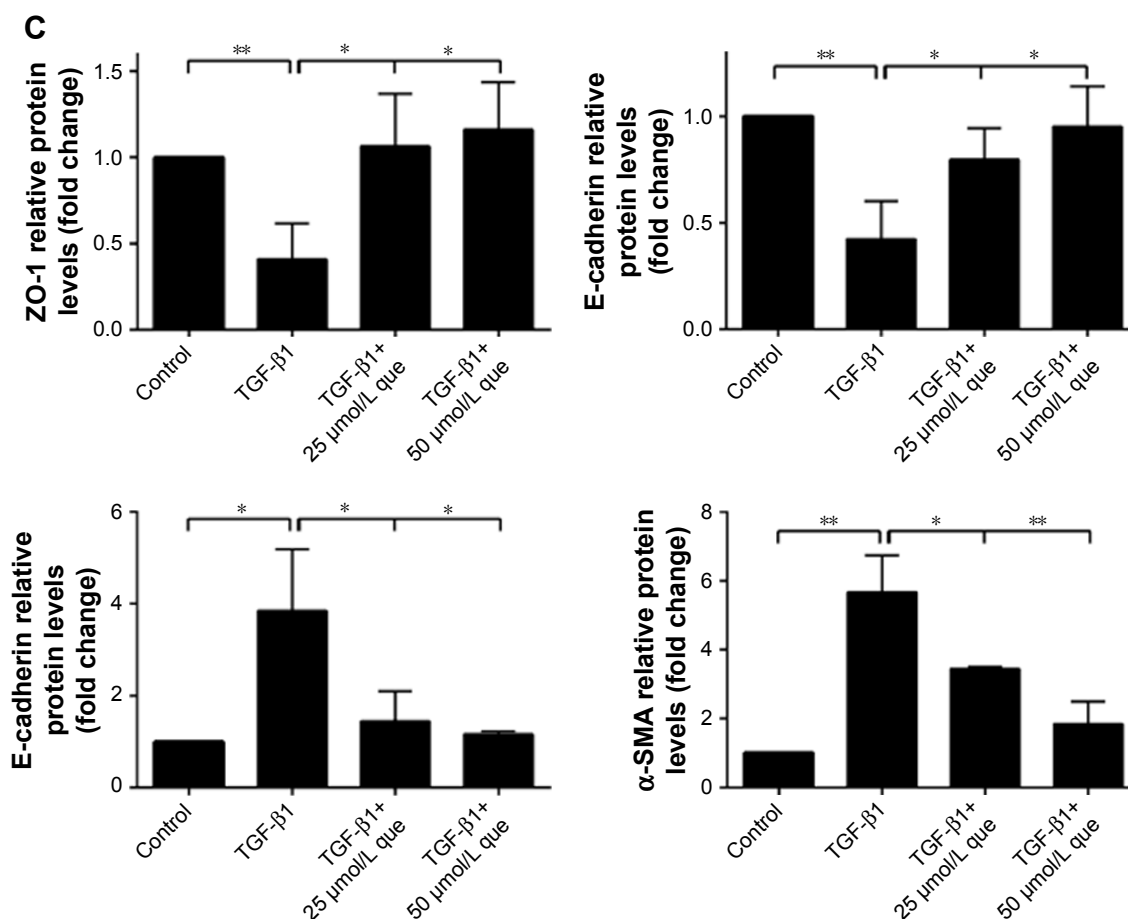 C
ZO-1 relative protein
levels (fold change)
** * *
1.5
1.0
0.5
0.0
Control
TGF-β1
TGF-β1+
25 µmol/L que
TGF-β1+
50 µmol/L que
E-cadherin relative
protein levels
(fold change)
** * *
1.0
0.5
0.0
Control
TGF-β1
TGF-β1+
25 µmol/L que
TGF-β1+
50 µmol/L que
E-cadherin relative
protein levels
(fold change)
* * *
6
4
2
0
Control
TGF-β1
TGF-β1+
25 µmol/L que
TGF-β1+
50 µmol/L que
α-SMA relative protein
levels (fold change)
** * **
8
6
4
2
0
Control
TGF-β1
TGF-β1+
25 µmol/L que
TGF-β1+
50 µmol/L que